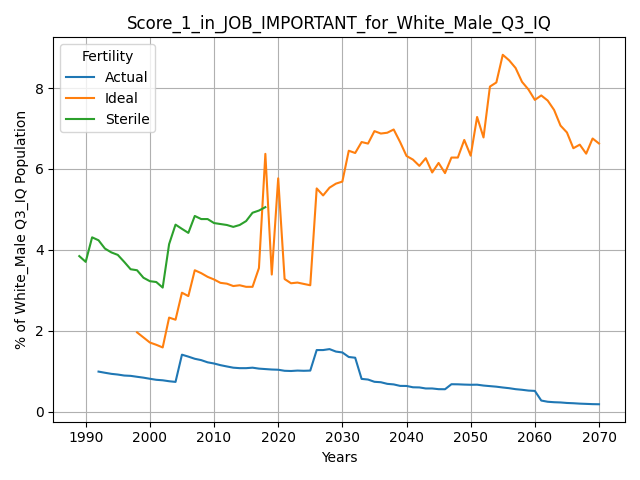 Score_1_in_JOB_IMPORTANT_for_White_Male_Q3_IQ
Fertility
Actual
Ideal
Sterile
% of White_Male Q3_IQ Population
8
6
4
2
0
1990 2000 2010 2020 2030 2040 2050 2060 2070
Years